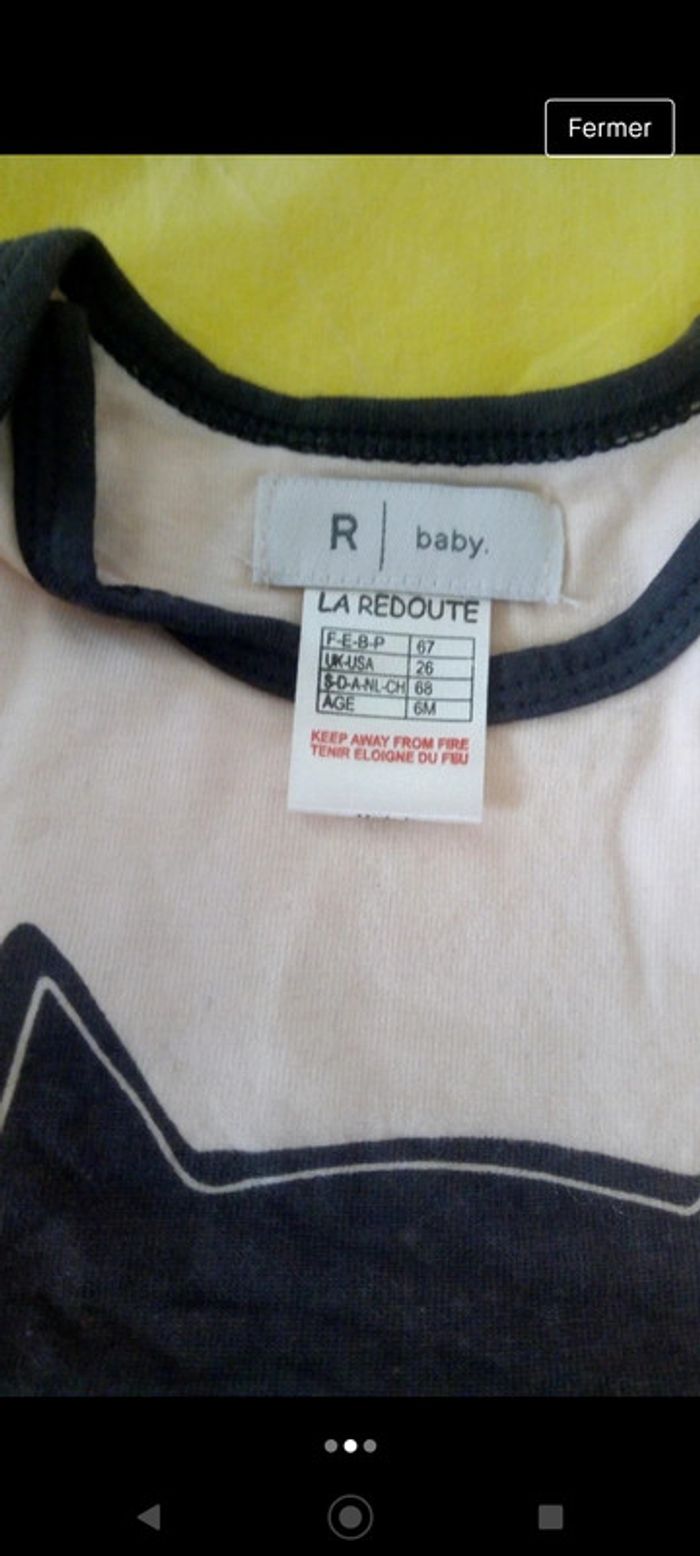 Fermer
R | baby.
LA REDOUTE
F-E-B-P 67
UK-USA 26
S-D-A-NL-CH 68
AGE 6M
KEEP AWAY FROM FIRE
TENIR ELOIGNE DU FEU